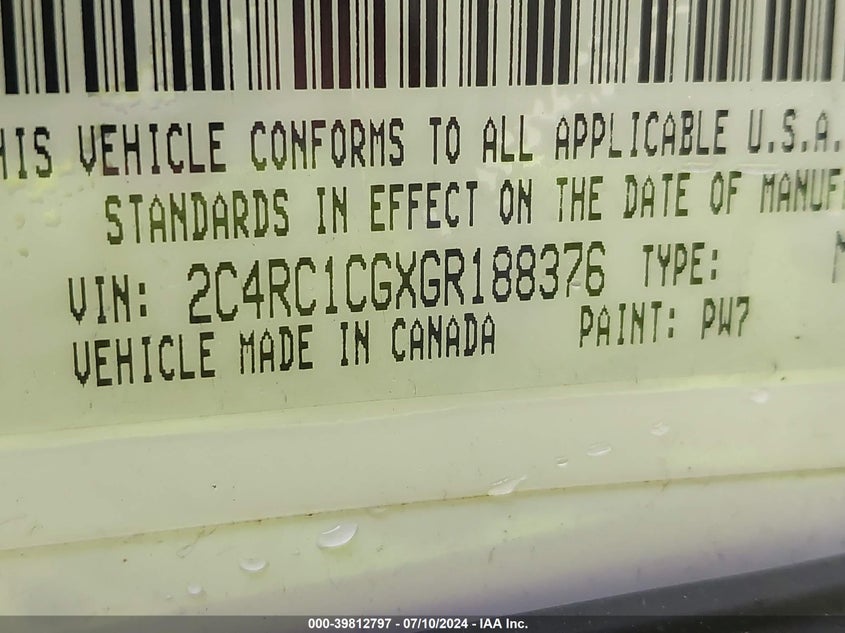 VEHICLE CONFORMS TO ALL APPLICABLE U.S.A.
STANDARDS IN EFFECT ON THE DATE OF
VIN: 2C4RC1CGXGR188376 TYPE:
VEHICLE MADE IN CANADA PAINT: PW7
000-39812797 - 07/10/2024 - IAA Inc.